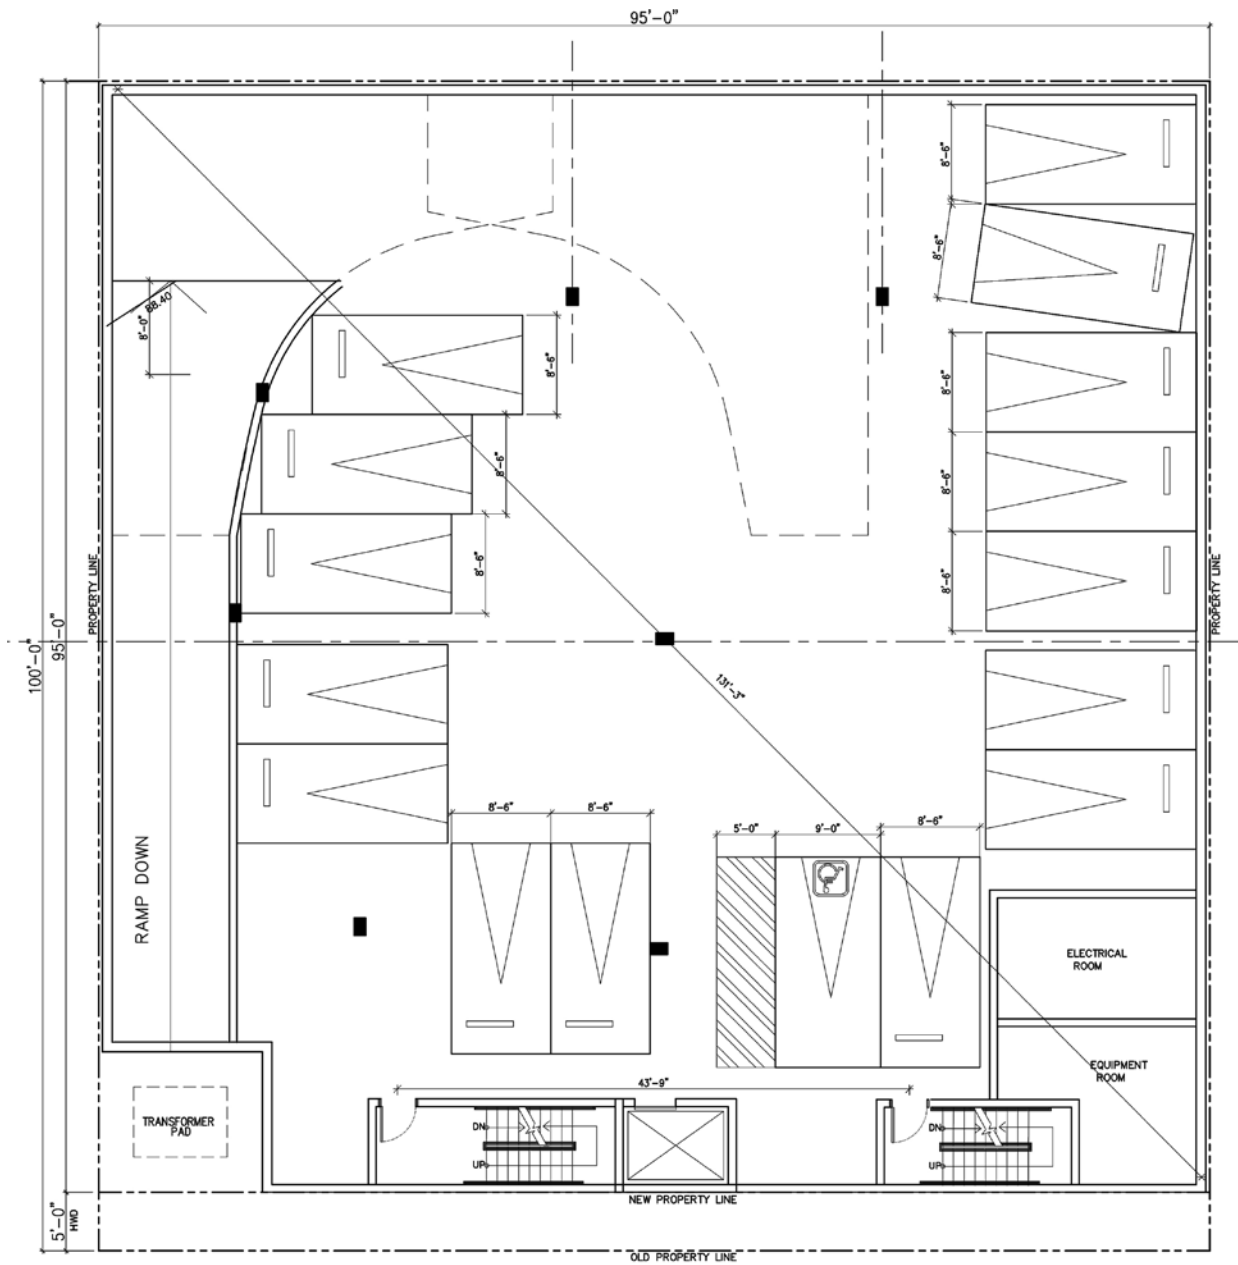 95'-0"
8'-6"
8'-6"
88.40
8'-0"
8'-6"
8'-6"
8'-6"
8'-6"
8'-6"
8'-6"
PROPERTY LINE
PROPERTY LINE
100'-0"
95'-0"
131'-3"
8'-6"
8'-6"
5'-0"
9'-0"
8'-6"
RAMP DOWN
ELECTRICAL
ROOM
EQUIPMENT
ROOM
43'-9"
TRANSFORMER
PAD
DN
UP
DN
UP
NEW PROPERTY LINE
5'-0"
HWD
OLD PROPERTY LINE